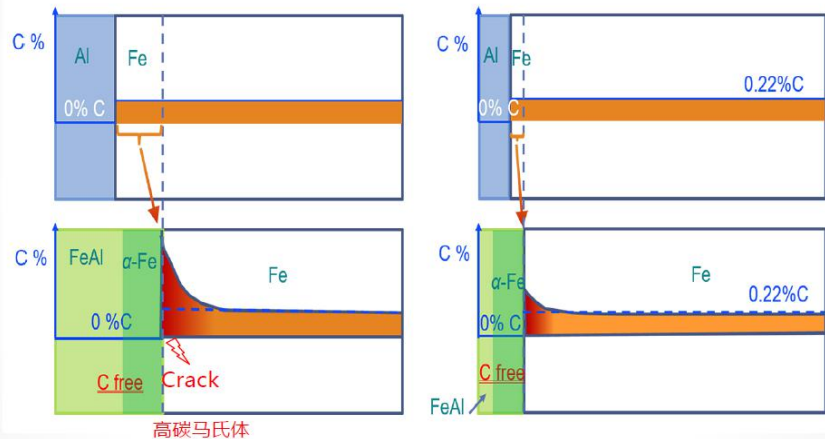 C %
Al
Fe
0% C
C %
Al
Fe
0.22%C
0% C
C %
FeAl
α-Fe
Fe
0 %C
C free
Crack
高碳马氏体
C %
α-Fe
Fe
0.22%C
0% C
C free
FeAl